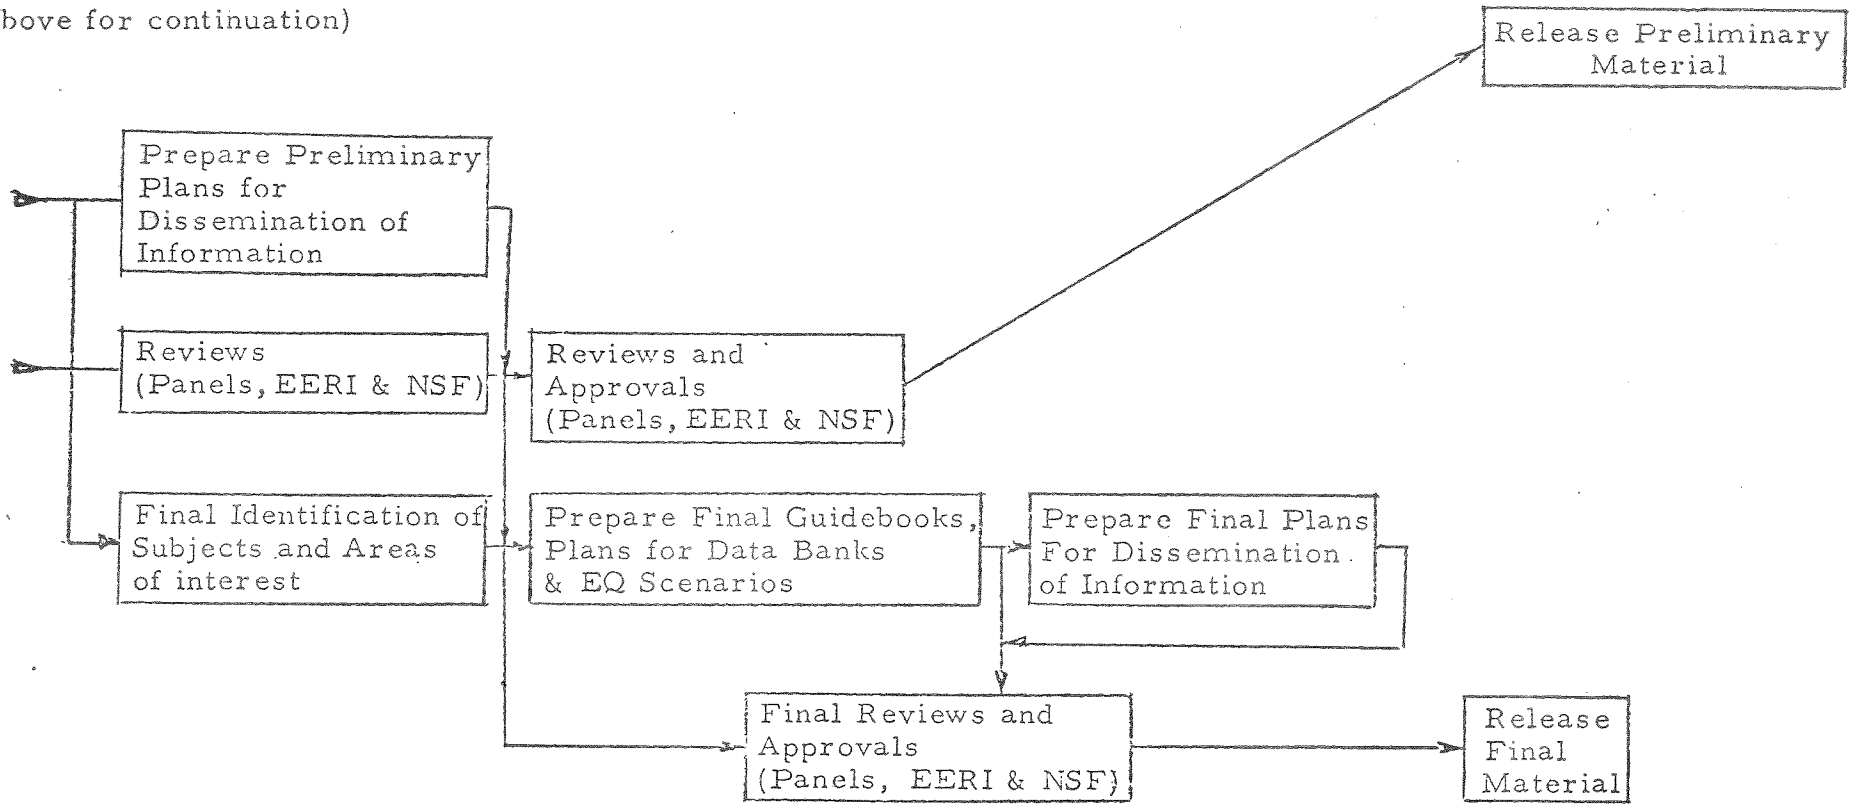 bove for continuation)
Release Preliminary
Material
Prepare Preliminary
Plans for
Dissemination of
Information
Reviews
(Panels, EERI & NSF)
Reviews and
Approvals
(Panels, EERI & NSF)
Final Identification of
Subjects and Areas
of interest
Prepare Final Guidebooks,
Plans for Data Banks
& EQ Scenarios
Prepare Final Plans
For Dissemination
of Information
Final Reviews and
Approvals
(Panels, EERI & NSF)
Release
Final
Material